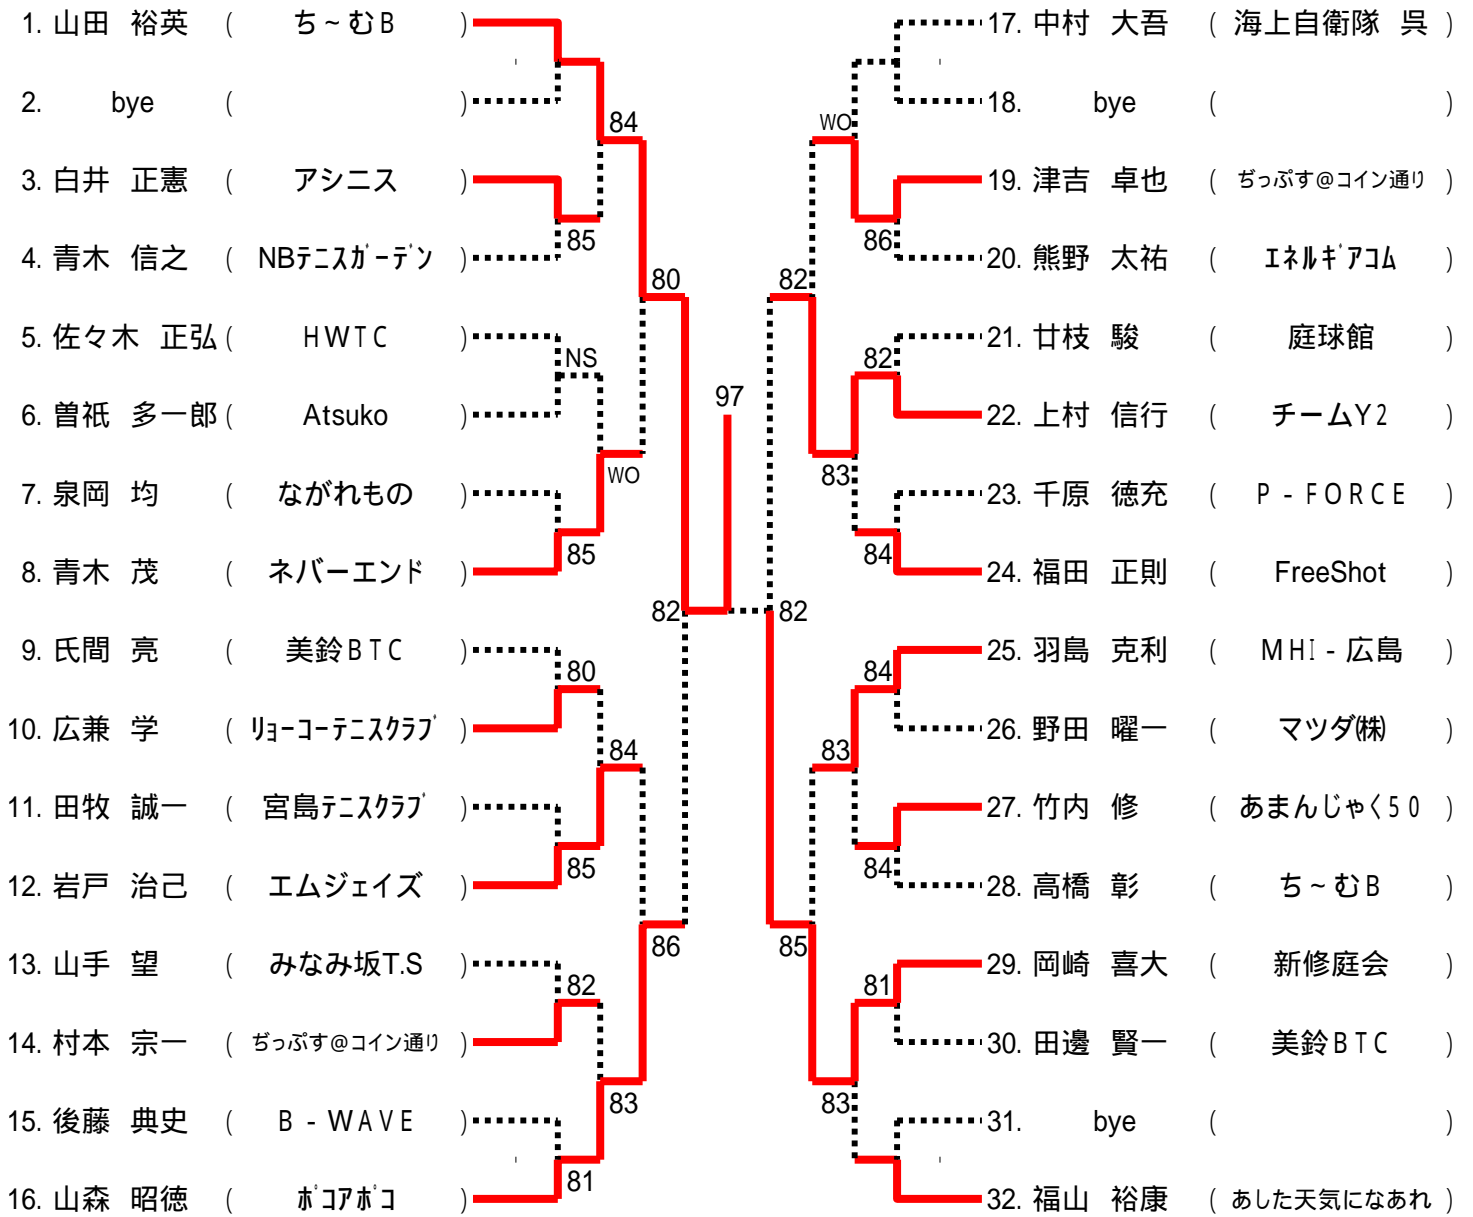 1. 山田 裕英 ( ち～むB )
2. bye ( )
84
3. 白井 正憲 ( アシニス )
85
4. 青木 信之 ( NBﾃﾆｽｶﾞｰﾃﾞﾝ )
80
5. 佐々木 正弘 ( HWTC )
NS
6. 曽祇 多一郎 ( Atsuko )
WO
7. 泉岡 均 ( ながれもの )
85
8. 青木 茂 ( ネバーエンド )
82
9. 氏間 亮 ( 美鈴BTC )
80
10. 広兼 学 ( ﾘｮｰｺｰﾃﾆｽｸﾗﾌﾞ )
84
11. 田牧 誠一 ( 宮島ﾃﾆｽｸﾗﾌﾞ )
85
12. 岩戸 治己 ( エムジェイズ )
86
13. 山手 望 ( みなみ坂T.S )
82
14. 村本 宗一 ( ぢっぷす@コイン通り )
83
15. 後藤 典史 ( B - WAVE )
81
16. 山森 昭徳 ( ﾎﾟｺｱﾎﾟｺ )
97
17. 中村 大吾 ( 海上自衛隊 呉 )
18. bye ( )
WO
19. 津吉 卓也 ( ぢっぷす@コイン通り )
86
20. 熊野 太祐 ( ｴﾈﾙｷﾞｱｺﾑ )
82
21. 廿枝 駿 ( 庭球館 )
82
22. 上村 信行 ( チームY2 )
83
23. 千原 徳充 ( P - FORCE )
84
24. 福田 正則 ( FreeShot )
82
25. 羽島 克利 ( MHI - 広島 )
84
26. 野田 曜一 ( マツダ㈱ )
83
27. 竹内 修 ( あまんじゃく50 )
84
28. 高橋 彰 ( ち～むB )
85
29. 岡崎 喜大 ( 新修庭会 )
81
30. 田邊 賢一 ( 美鈴BTC )
83
31. bye ( )
32. 福山 裕康 ( あした天気になあれ )